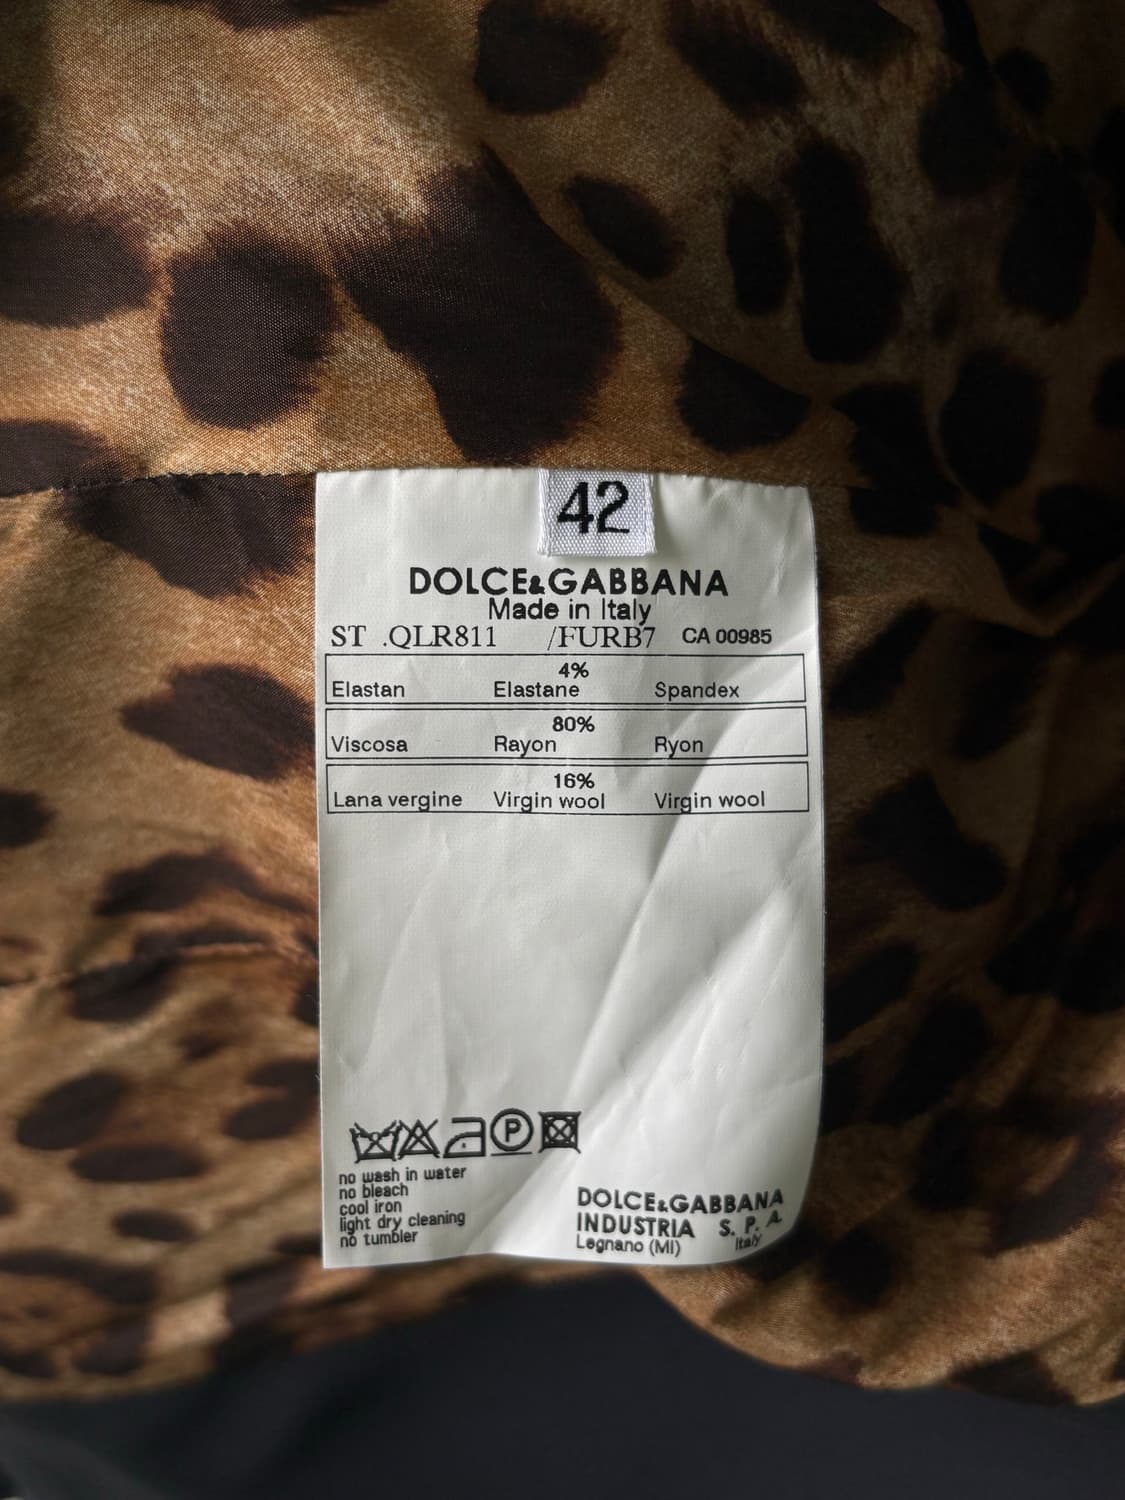 42
DOLCE&GABBANA
Made in Italy
ST .QLR811 /FURB7 CA 00985
4%
Elastan Elastane Spandex
80%
Viscosa Rayon Ryon
16%
Lana vergine Virgin wool Virgin wool
P
no wash in water
no bleach
cool iron
light dry cleaning
no tumbler
DOLCE&GABBANA
INDUSTRIA S. P. A.
Legnano (MI) Italy